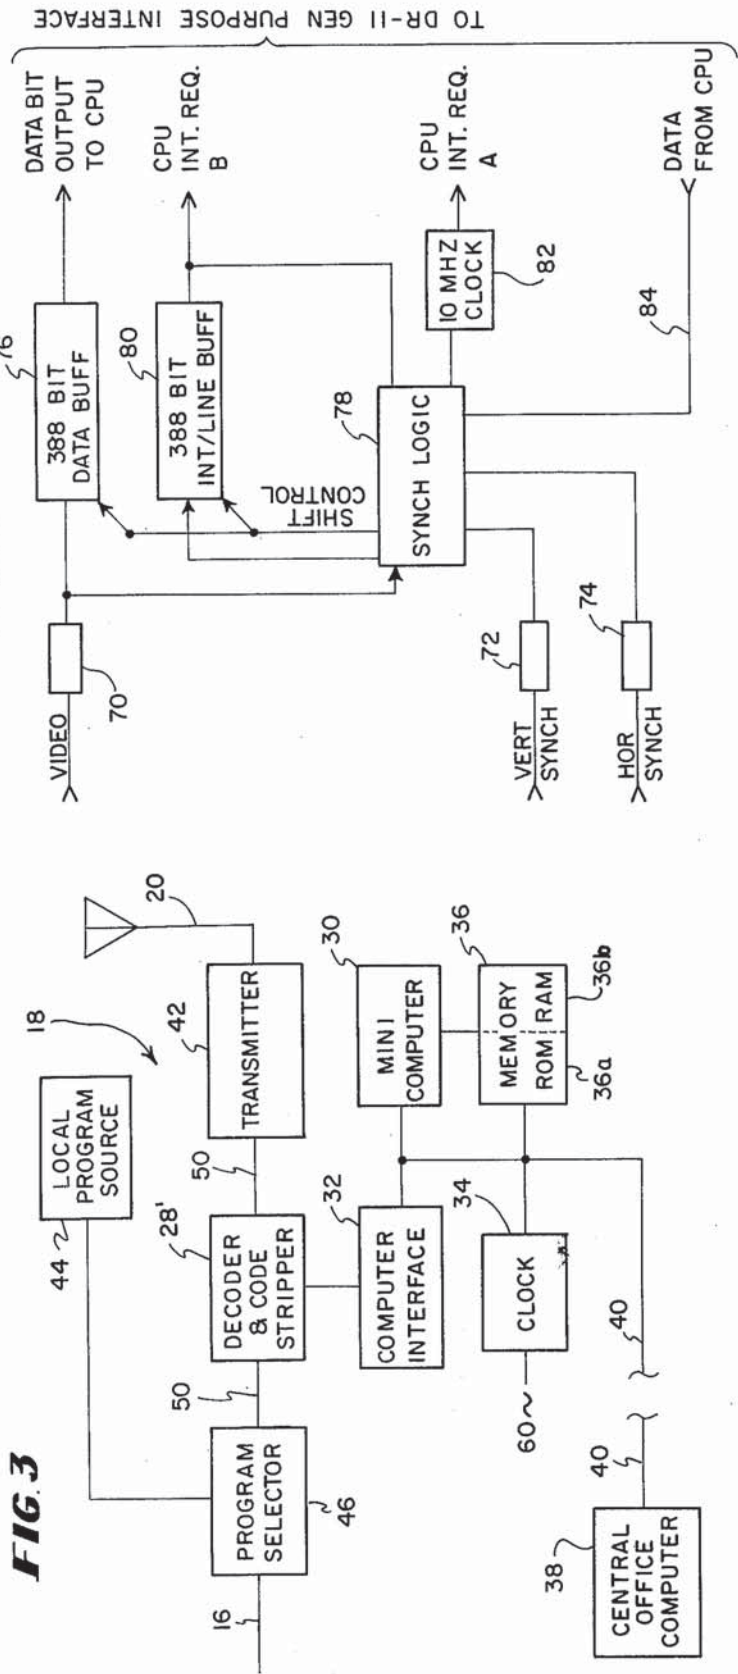 FIG. 3
18
20
LOCAL
PROGRAM
SOURCE
44
16
PROGRAM
SELECTOR
46
50
DECODER
& CODE
STRIPPER
28'
50
TRANSMITTER
42
COMPUTER
INTERFACE
32
MINI
COMPUTER
30
CLOCK
34
60~
MEMORY
ROM RAM
36
36a
36b
CENTRAL
OFFICE
COMPUTER
38
40
40
TO DR-11 GEN PURPOSE INTERFACE
VIDEO
70
388 BIT
DATA BUFF
76
DATA BIT
OUTPUT
TO CPU
388 BIT
INT/LINE BUFF
80
CPU
INT. REQ.
B
SHIFT
CONTROL
SYNCH LOGIC
78
10 MHZ
CLOCK
82
CPU
INT. REQ.
A
VERT
SYNCH
72
HOR
SYNCH
74
84
DATA
FROM CPU